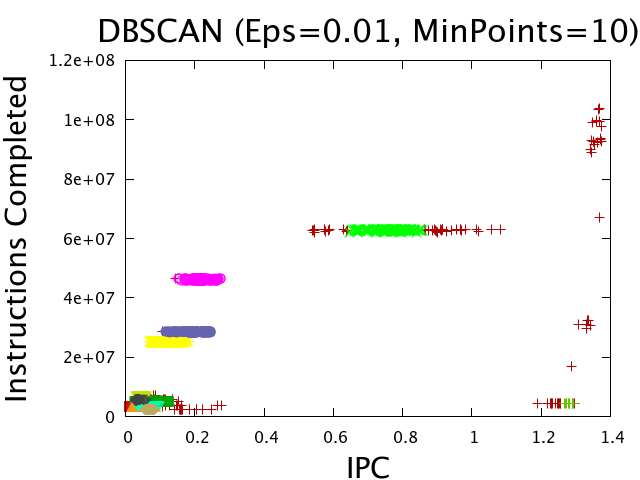 DBSCAN (Eps=0.01, MinPoints=10)
Instructions Completed
1.2e+08
1e+08
8e+07
6e+07
4e+07
2e+07
0
0 0.2 0.4 0.6 0.8 1 1.2 1.4
IPC